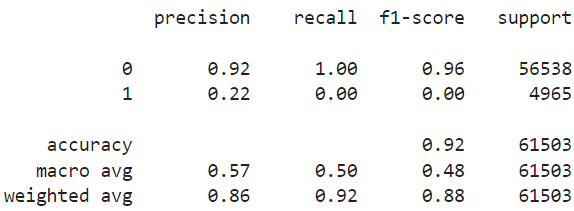 precision recall f1-score support
0 0.92 1.00 0.96 56538
1 0.22 0.00 0.00 4965
accuracy 0.92 61503
macro avg 0.57 0.50 0.48 61503
weighted avg 0.86 0.92 0.88 61503